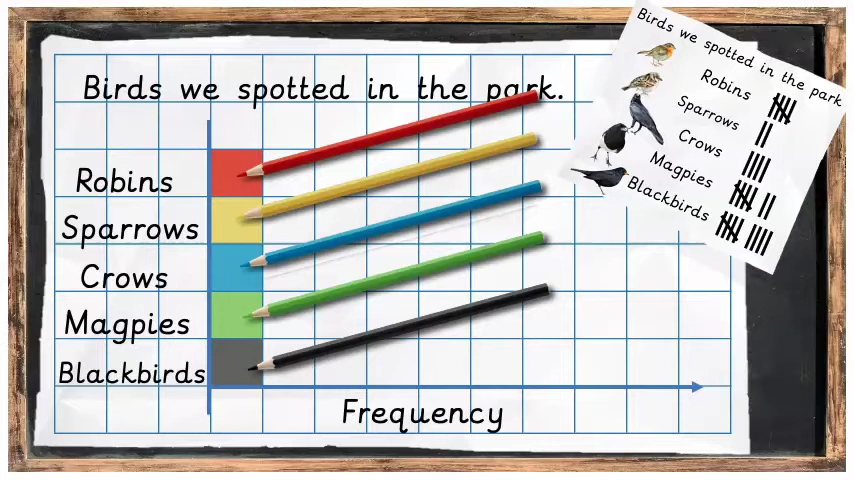 Birds we spotted in the park.
Robins
Sparrows
Crows
Magpies
Blackbirds
Frequency
Birds we spotted in the park
Robins
Sparrows
Crows
Magpies
Blackbirds